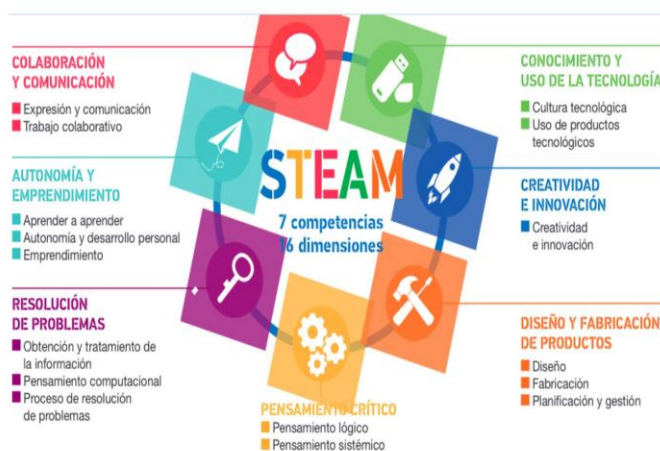 COLABORACIÓN
Y COMUNICACIÓN
Expresión y comunicación
Trabajo colaborativo
AUTONOMÍA Y
EMPRENDIMIENTO
Aprender a aprender
Autonomía y desarrollo personal
Emprendimiento
RESOLUCIÓN
DE PROBLEMAS
Obtención y tratamiento de
la información
Pensamiento computacional
Proceso de resolución
de problemas
STEAM
7 competencias
16 dimensiones
PENSAMIENTO CRÍTICO
Pensamiento lógico
Pensamiento sistémico
CONOCIMIENTO Y
USO DE LA TECNOLOGÍA
Cultura tecnológica
Uso de productos
tecnológicos
CREATIVIDAD
E INNOVACIÓN
Creatividad
e innovación
DISEÑO Y FABRICACIÓN
DE PRODUCTOS
Diseño
Fabricación
Planificación y gestión